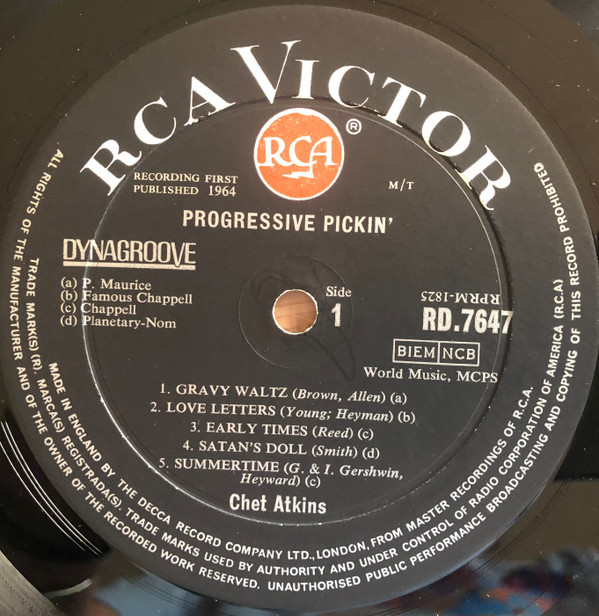 RCA VICTOR
RCA ®
RECORDING FIRST
PUBLISHED 1964
M/T
PROGRESSIVE PICKIN'
DYNAGROOVE
(a) P. Maurice
(b) Famous Chappell
(c) Chappell
(d) Planetary-Nom
Side
1
RPRM-1825
RD.7647
BIEM NCB
World Music, MCPS
1. GRAVY WALTZ (Brown, Allen) (a)
2. LOVE LETTERS (Young; Heyman) (b)
3. EARLY TIMES (Reed) (c)
4. SATAN'S DOLL (Smith) (d)
5. SUMMERTIME (G. & I. Gershwin,
Heyward) (c)
Chet Atkins
TRADE MARK(S) (R). MARCA(S) REGISTRADA(S). TRADE MARKS USED BY AUTHORITY AND UNDER CONTROL OF RADIO CORPORATION OF AMERICA (R.C.A)
MADE IN ENGLAND BY THE DECCA RECORD COMPANY LTD., LONDON, FROM MASTER RECORDINGS OF R.C.A.
ALL RIGHTS OF THE MANUFACTURER AND OF THE OWNER OF THE RECORDED WORK RESERVED. UNAUTHORISED PUBLIC PERFORMANCE BROADCASTING AND COPYING OF THIS RECORD PROHIBITED